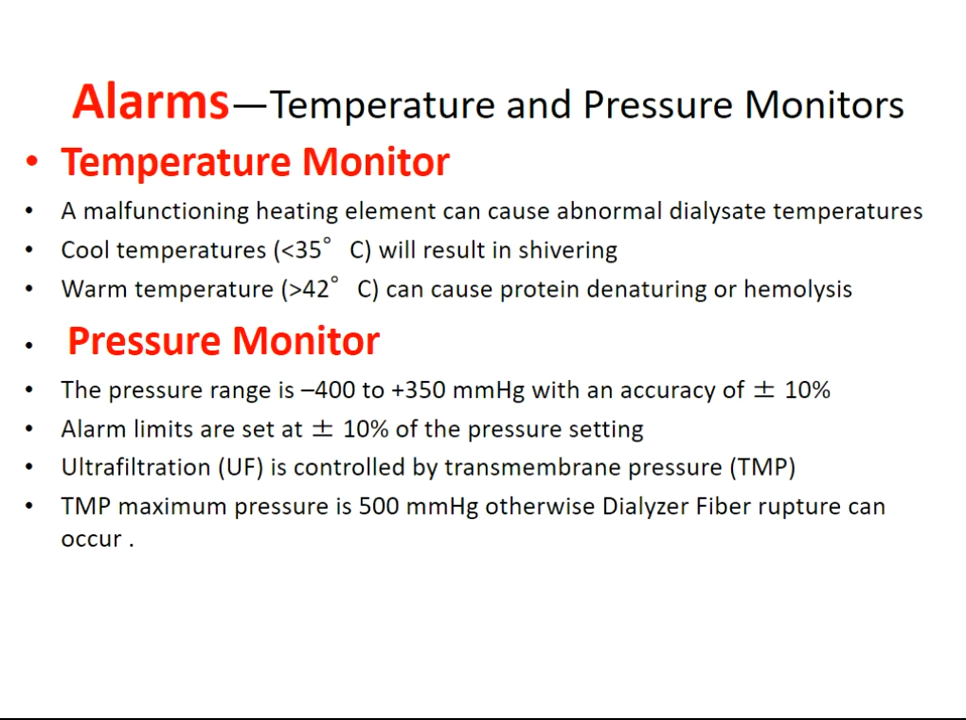 Alarms—Temperature and Pressure Monitors
• Temperature Monitor
• A malfunctioning heating element can cause abnormal dialysate temperatures
• Cool temperatures (<35° C) will result in shivering
• Warm temperature (>42° C) can cause protein denaturing or hemolysis
• Pressure Monitor
• The pressure range is –400 to +350 mmHg with an accuracy of ± 10%
• Alarm limits are set at ± 10% of the pressure setting
• Ultrafiltration (UF) is controlled by transmembrane pressure (TMP)
• TMP maximum pressure is 500 mmHg otherwise Dialyzer Fiber rupture can
occur .